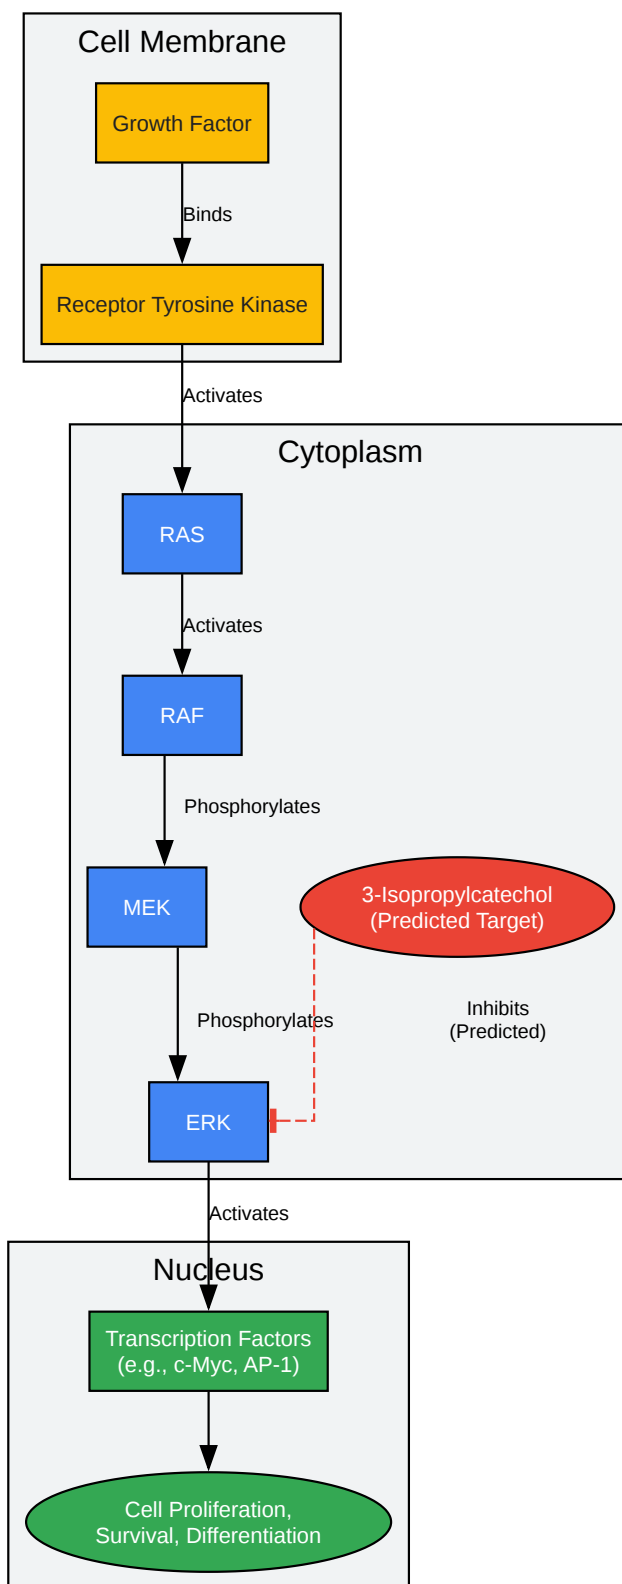 Cell Membrane
Growth Factor
Binds
Receptor Tyrosine Kinase
Activates
Cytoplasm
RAS
Activates
RAF
Phosphorylates
MEK
3-Isopropylcatechol
(Predicted Target)
Inhibits
(Predicted)
Phosphorylates
ERK
Activates
Nucleus
Transcription Factors
(e.g., c-Myc, AP-1)
Cell Proliferation,
Survival, Differentiation